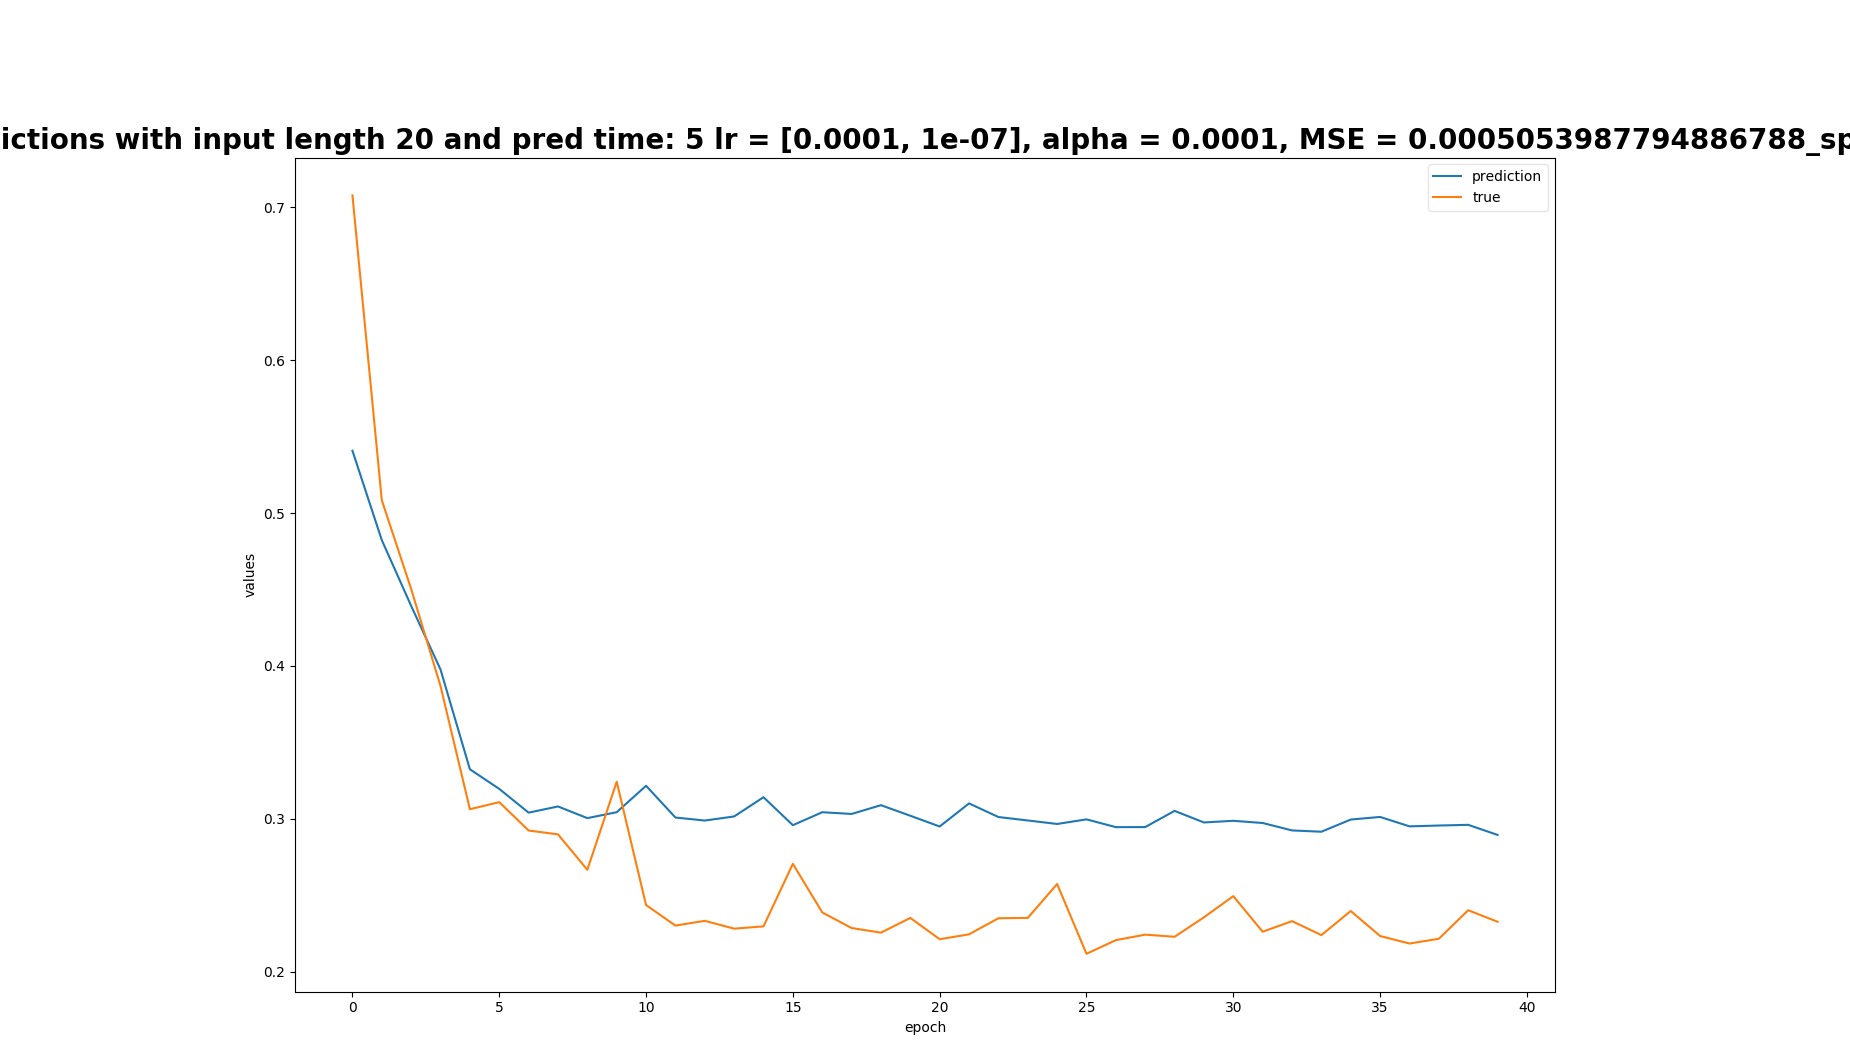 ictions with input length 20 and pred time: 5 lr = [0.0001, 1e-07], alpha = 0.0001, MSE = 0.0005053987794886788_sp
prediction
true
0.7
0.6
0.5
0.4
0.3
0.2
values
0 5 10 15 20 25 30 35 40
epoch